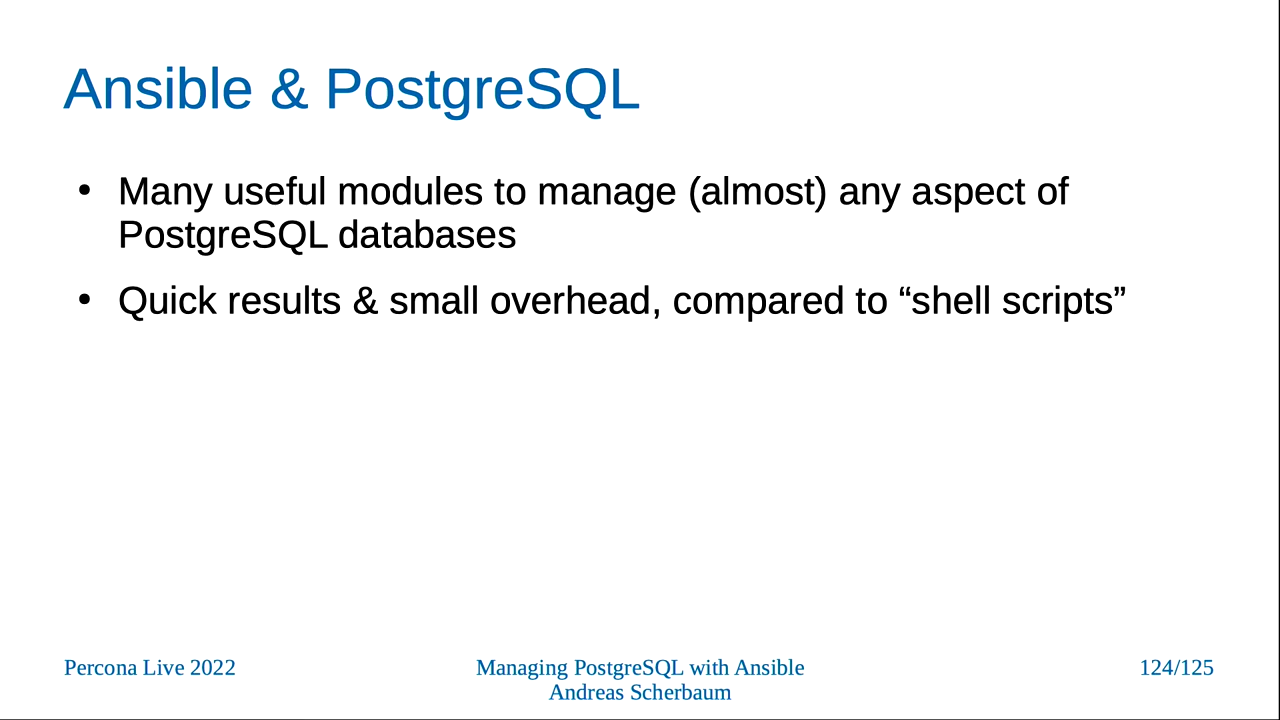 Ansible & PostgreSQL
• Many useful modules to manage (almost) any aspect of
PostgreSQL databases
• Quick results & small overhead, compared to “shell scripts”
Percona Live 2022
Managing PostgreSQL with Ansible
Andreas Scherbaum
124/125